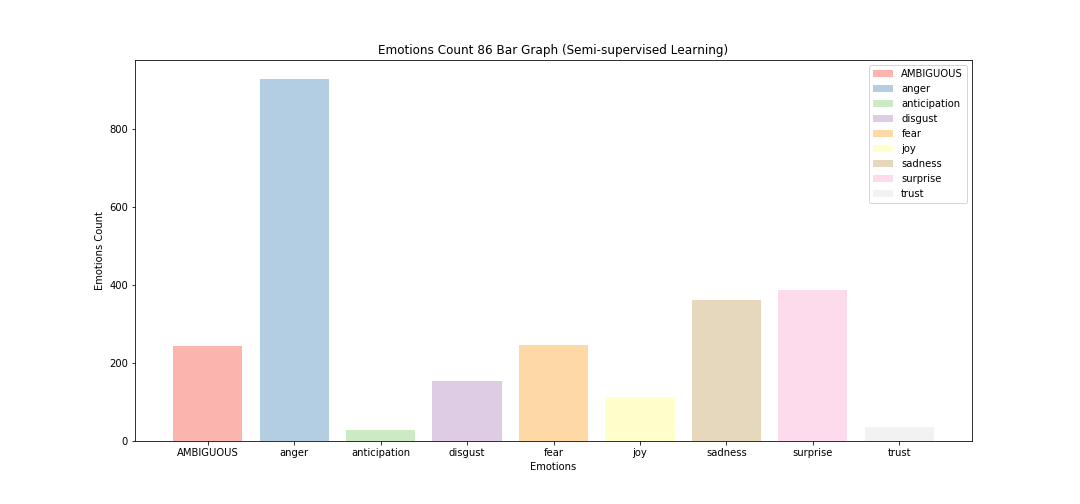 Emotions Count 86 Bar Graph (Semi-supervised Learning)
AMBIGUOUS
anger
anticipation
disgust
fear
joy
sadness
surprise
trust
Emotions Count
800
600
400
200
0
AMBIGUOUS anger anticipation disgust fear joy sadness surprise trust
Emotions